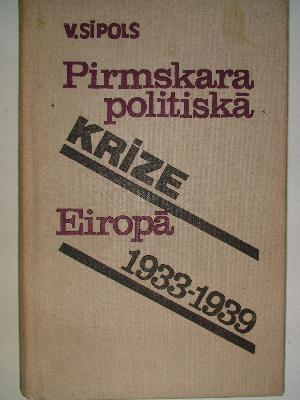 V.SĪPOLS
Pirmskara
politiskā
KRĪZE
Eiropā
1933-1939